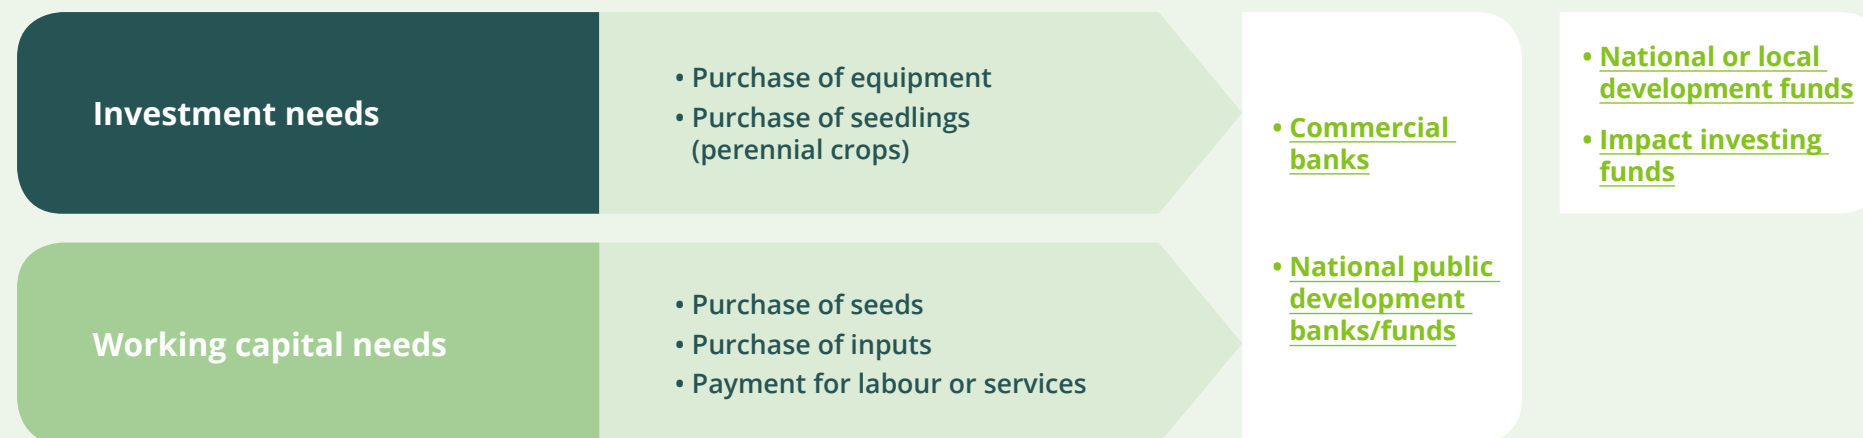 Investment needs
• Purchase of equipment
• Purchase of seedlings
(perennial crops)
Working capital needs
• Purchase of seeds
• Purchase of inputs
• Payment for labour or services
• Commercial
banks
• National public
development
banks/funds
• National or local
development funds
• Impact investing
funds